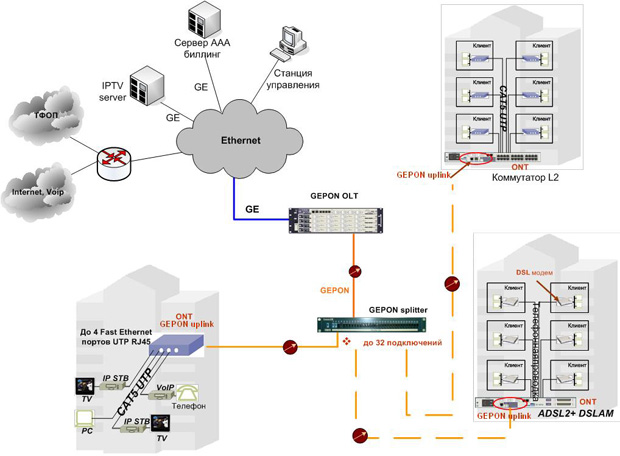 Сервер AAA
биллинг
Станция
управления
IPTV
server
GE
GE
ТФОП
Ethernet
Internet, Voip
GE
GEPON OLT
GEPON
GEPON splitter
до 32 подключений
Клиент
Клиент
Клиент
Клиент
Клиент
Клиент
CAT5 UTP
GEPON uplink
ONT
Коммутатор L2
DSL модем
Клиент
Клиент
Клиент
Клиент
Клиент
Клиент
ONT
GEPON uplink
ADSL2+ DSLAM
До 4 Fast Ethernet
портов UTP RJ45
ONT
GEPON uplink
CAT5 UTP
IP STB
TV
VoIP
Телефон
PC
IP STB
TV